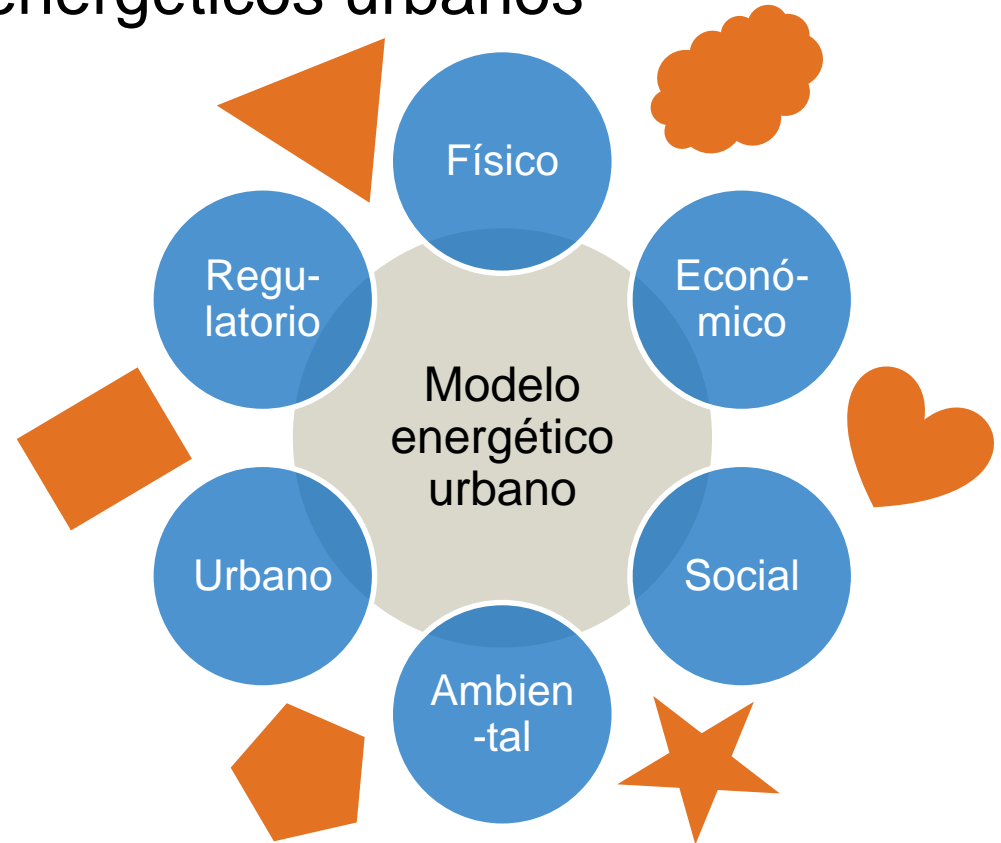 energéticos urbanos
Físico
Econó-
mico
Social
Ambien
-tal
Urbano
Regu-
latorio
Modelo
energético
urbano